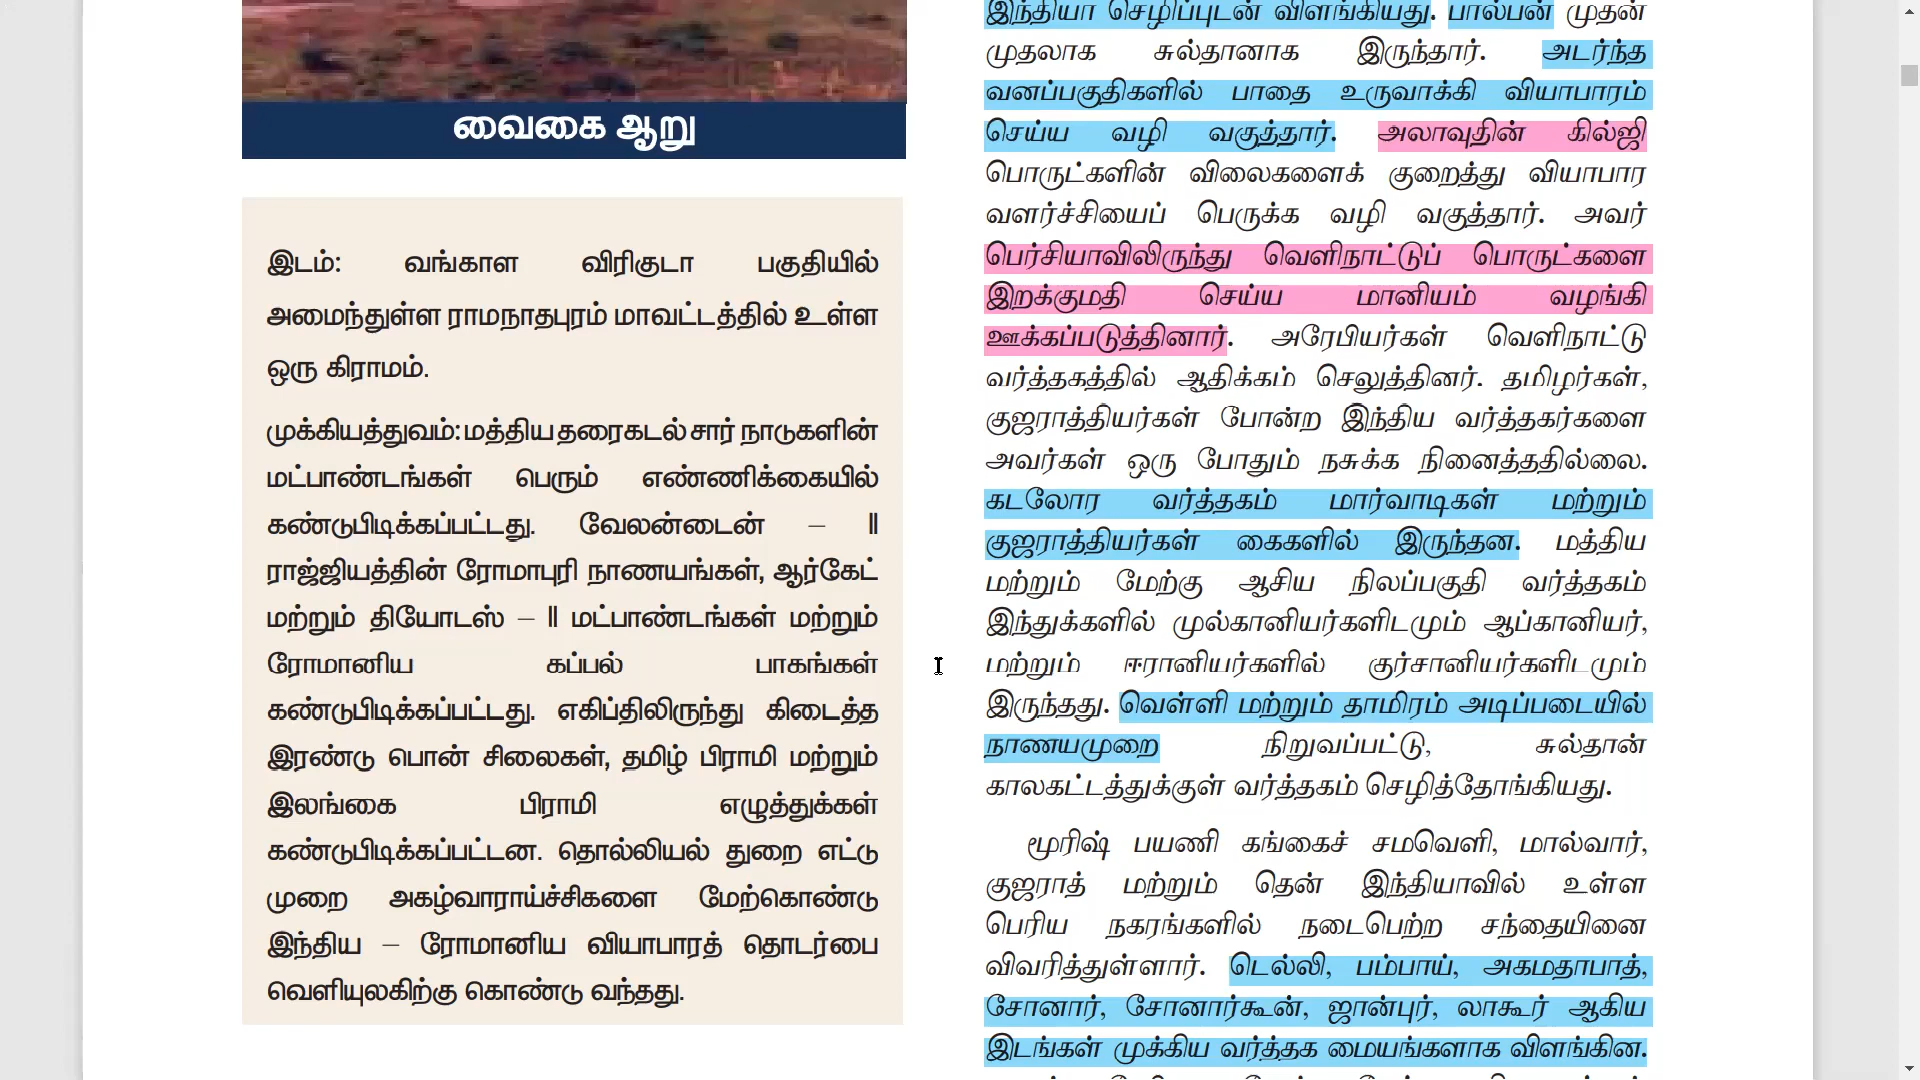 வைகை ஆறு
இடம்: வங்காள விரிகுடா பகுதியில்
அமைந்துள்ள ராமநாதபுரம் மாவட்டத்தில் உள்ள
ஒரு கிராமம்.
முக்கியத்துவம்: மத்திய தரைகடல் சார் நாடுகளின்
மட்பாண்டங்கள் பெரும் எண்ணிக்கையில்
கண்டுபிடிக்கப்பட்டது. வேலன்டைன் – II
ராஜ்ஜியத்தின் ரோமாபுரி நாணயங்கள், ஆர்கேட்
மற்றும் தியோடஸ் – II மட்பாண்டங்கள் மற்றும்
ரோமானிய கப்பல் பாகங்கள்
கண்டுபிடிக்கப்பட்டது. எகிப்திலிருந்து கிடைத்த
இரண்டு பொன் சிலைகள், தமிழ் பிராமி மற்றும்
இலங்கை பிராமி எழுத்துக்கள்
கண்டுபிடிக்கப்பட்டன. தொல்லியல் துறை எட்டு
முறை அகழ்வாராய்ச்சிகளை மேற்கொண்டு
இந்திய – ரோமானிய வியாபாரத் தொடர்பை
வெளியுலகிற்கு கொண்டு வந்தது.
இந்தியா செழிப்புடன் விளங்கியது. பால்பன் முதன்
முதலாக சுல்தானாக இருந்தார். அடர்ந்த
வனப்பகுதிகளில் பாதை உருவாக்கி வியாபாரம்
செய்ய வழி வகுத்தார். அலாவுதின் கில்ஜி
பொருட்களின் விலைகளைக் குறைத்து வியாபார
வளர்ச்சியைப் பெருக்க வழி வகுத்தார். அவர்
பெர்சியாவிலிருந்து வெளிநாட்டுப் பொருட்களை
இறக்குமதி செய்ய மானியம் வழங்கி
ஊக்கப்படுத்தினார். அரேபியர்கள் வெளிநாட்டு
வர்த்தகத்தில் ஆதிக்கம் செலுத்தினர். தமிழர்கள்,
குஜராத்தியர்கள் போன்ற இந்திய வர்த்தகர்களை
அவர்கள் ஒரு போதும் நசுக்க நினைத்ததில்லை.
கடலோர வர்த்தகம் மார்வாடிகள் மற்றும்
குஜராத்தியர்கள் கைகளில் இருந்தன. மத்திய
மற்றும் மேற்கு ஆசிய நிலப்பகுதி வர்த்தகம்
இந்துக்களில் முல்கானியர்களிடமும் ஆப்கானியர்,
மற்றும் ஈரானியர்களில் குர்சானியர்களிடமும்
இருந்தது. வெள்ளி மற்றும் தாமிரம் அடிப்படையில்
நாணயமுறை நிறுவப்பட்டு, சுல்தான்
காலகட்டத்துக்குள் வர்த்தகம் செழித்தோங்கியது.
மூரிஷ் பயணி கங்கைச் சமவெளி, மால்வார்,
குஜராத் மற்றும் தென் இந்தியாவில் உள்ள
பெரிய நகரங்களில் நடைபெற்ற சந்தையினை
விவரித்துள்ளார். டெல்லி, பம்பாய், அகமதாபாத்,
சோனார், சோனார்கூன், ஜான்புர், லாகூர் ஆகிய
இடங்கள் முக்கிய வர்த்தக மையங்களாக விளங்கின.